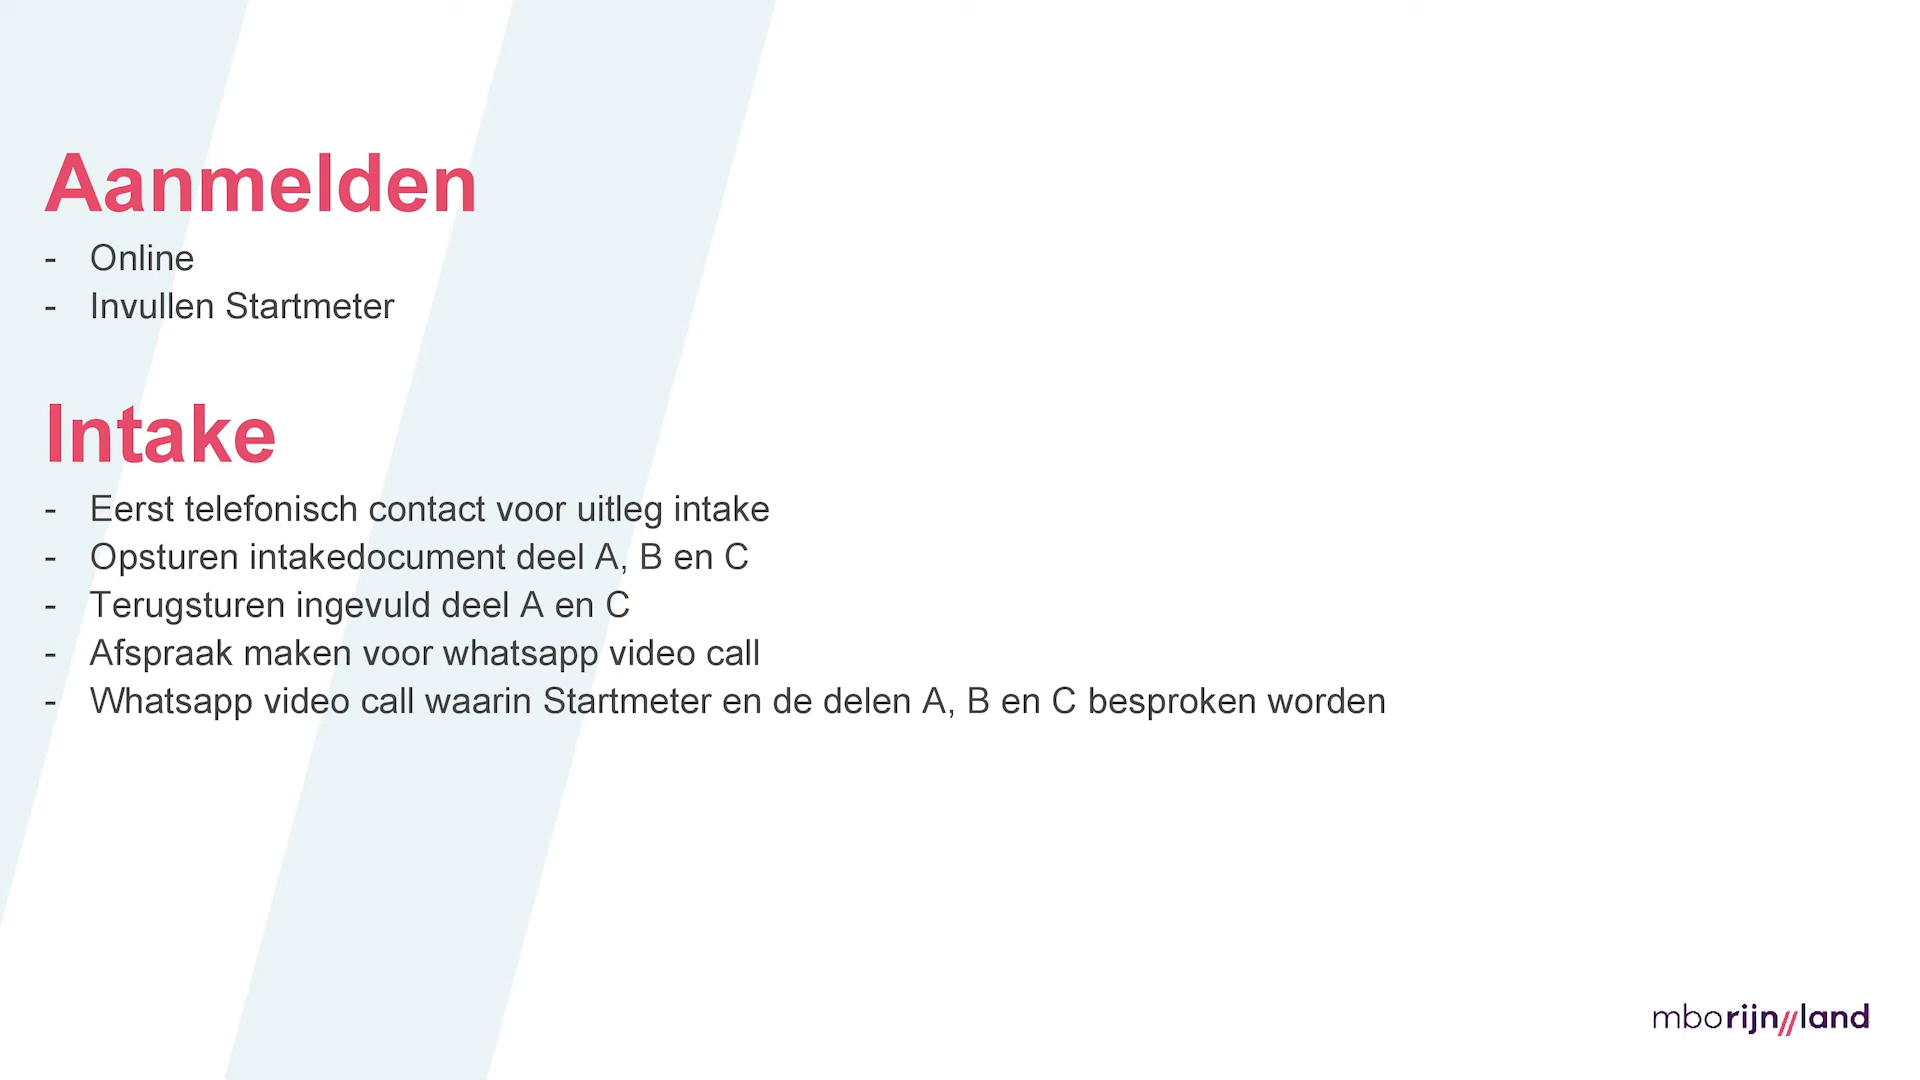 Aanmelden
- Online
- Invullen Startmeter
Intake
- Eerst telefonisch contact voor uitleg intake
- Opsturen intakedocument deel A, B en C
- Terugsturen ingevuld deel A en C
- Afspraak maken voor whatsapp video call
- Whatsapp video call waarin Startmeter en de delen A, B en C besproken worden
mborijn//land